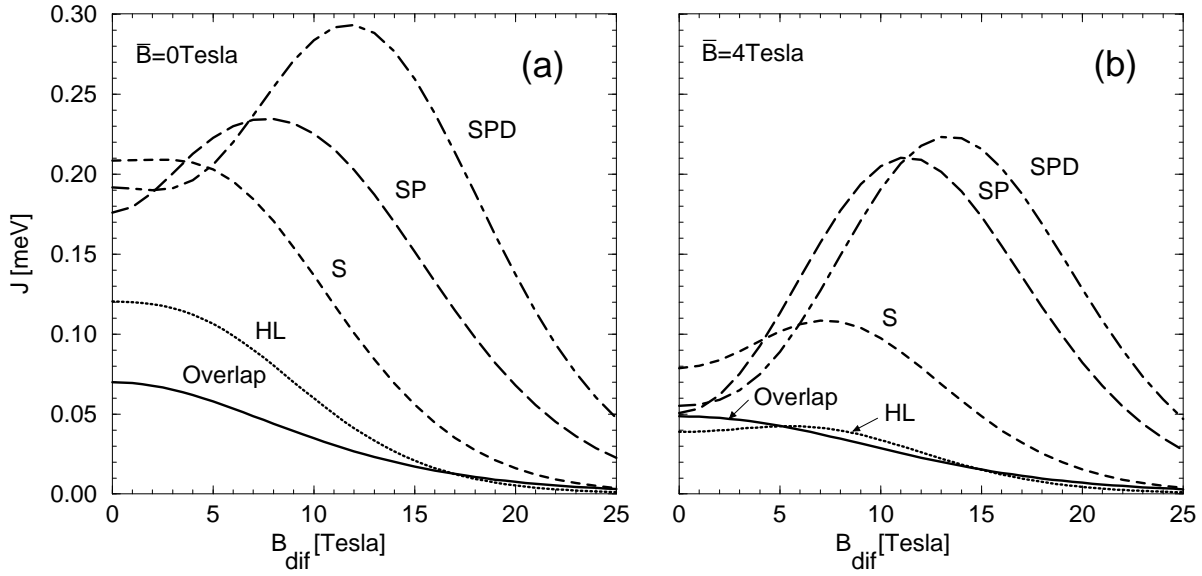 B̅=0Tesla
(a)
J [meV]
0.30
0.25
0.20
0.15
0.10
0.05
0.00
SPD
SP
S
HL
Overlap
0 5 10 15 20 25
B_dif [Tesla]
B̅=4Tesla
(b)
SPD
SP
S
Overlap
HL
0 5 10 15 20 25
B_dif [Tesla]